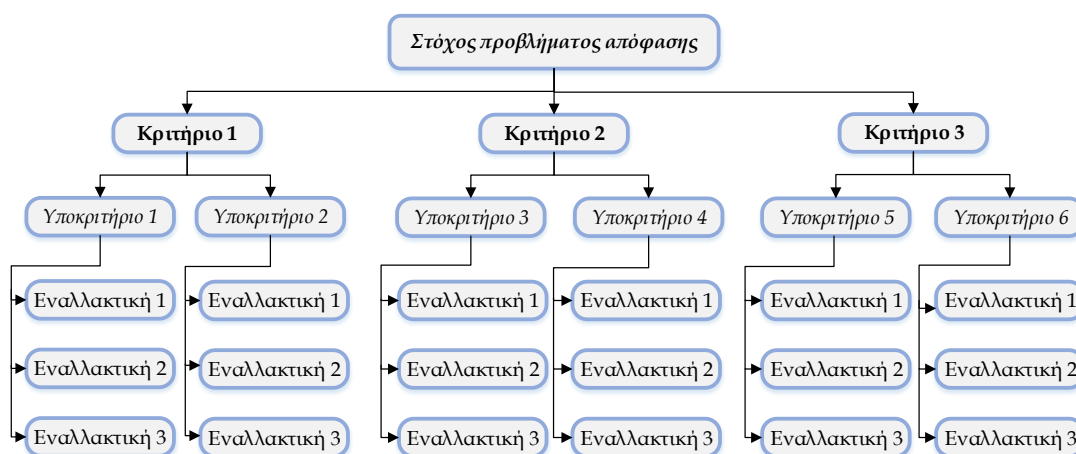 Στόχος προβλήματος απόφασης
Κριτήριο 1
Κριτήριο 2
Κριτήριο 3
Υποκριτήριο 1
Υποκριτήριο 2
Υποκριτήριο 3
Υποκριτήριο 4
Υποκριτήριο 5
Υποκριτήριο 6
Εναλλακτική 1
Εναλλακτική 1
Εναλλακτική 1
Εναλλακτική 1
Εναλλακτική 1
Εναλλακτική 1
Εναλλακτική 2
Εναλλακτική 2
Εναλλακτική 2
Εναλλακτική 2
Εναλλακτική 2
Εναλλακτική 2
Εναλλακτική 3
Εναλλακτική 3
Εναλλακτική 3
Εναλλακτική 3
Εναλλακτική 3
Εναλλακτική 3